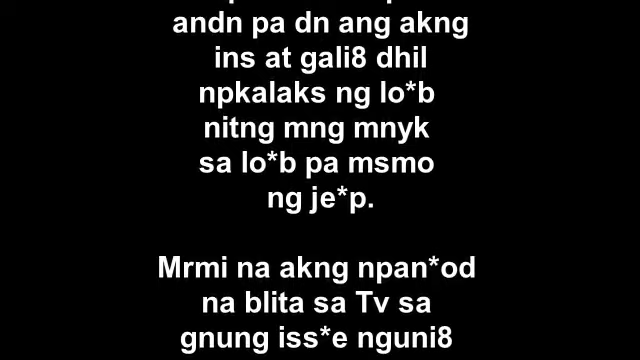 andn pa dn ang akng
ins at gali8 dhil
npkalaks ng lo*b
nitng mng mnyk
sa lo*b pa msmo
ng je*p.
Mrmi na akng npan*od
na blita sa Tv sa
gnung iss*e nguni8